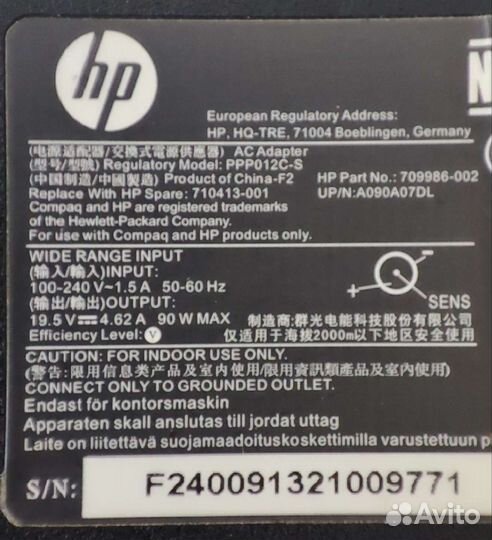 hp
N
European Regulatory Address:
HP, HQ-TRE, 71004 Boeblingen, Germany
(电源适配器/交換式電源供應器) AC Adapter
(型号/型號) Regulatory Model: PPP012C-S
(中国制造/中國製造) Product of China-F2 HP Part No.: 709986-002
Replace With HP Spare: 710413-001 UP/N:A090A07DL
Compaq and HP are registered trademarks
of the Hewlett-Packard Company.
For use with Compaq and HP products only.
WIDE RANGE INPUT
(输入/輸入)INPUT:
100-240 V~1.5 A 50-60 Hz
(输出/輸出)OUTPUT:
19.5 V⎓4.62 A 90 W MAX
Efficiency Level: V
- + SENS
制造商:群光电能科技股份有限公司
仅适用于海拔2000m以下地区安全使用
CAUTION: FOR INDOOR USE ONLY.
(警告:限用信息类产品及室内使用/限用資訊類產品及室內使用)
CONNECT ONLY TO GROUNDED OUTLET.
Endast för kontorsmaskin
Apparaten skall anslutas till jordat uttag
Laite on liitettävä suojamaadoituskoskettimilla varustettuun p
S/N: F240091321009771
Avito